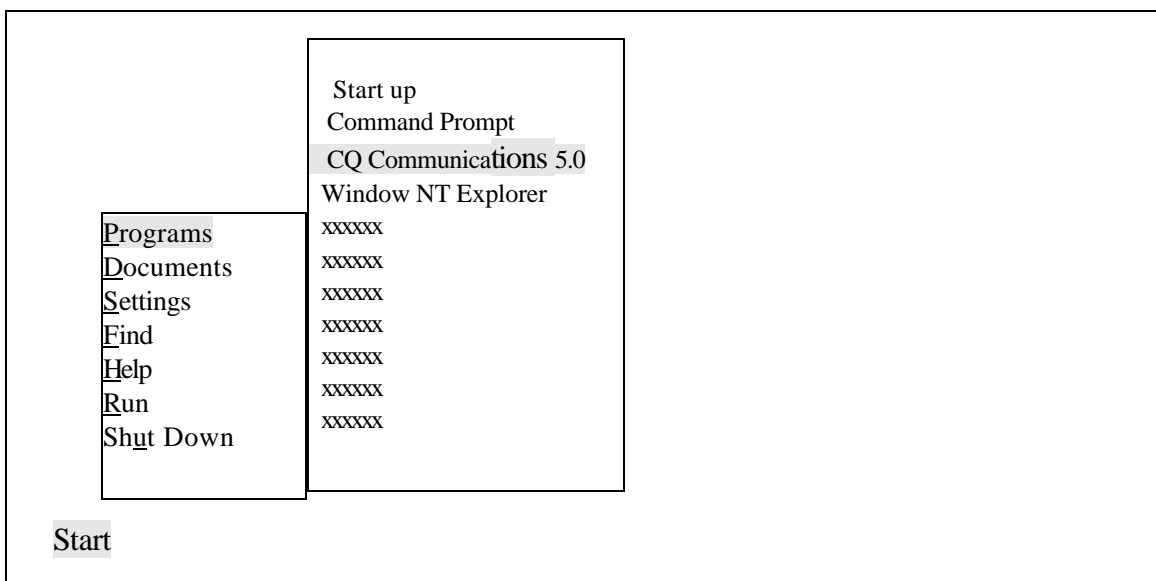 Start up
Command Prompt
CQ Communications 5.0
Window NT Explorer
xxxxxx
xxxxxx
xxxxxx
xxxxxx
xxxxxx
xxxxxx
xxxxxx
Programs
Documents
Settings
Find
Help
Run
Shut Down
Start